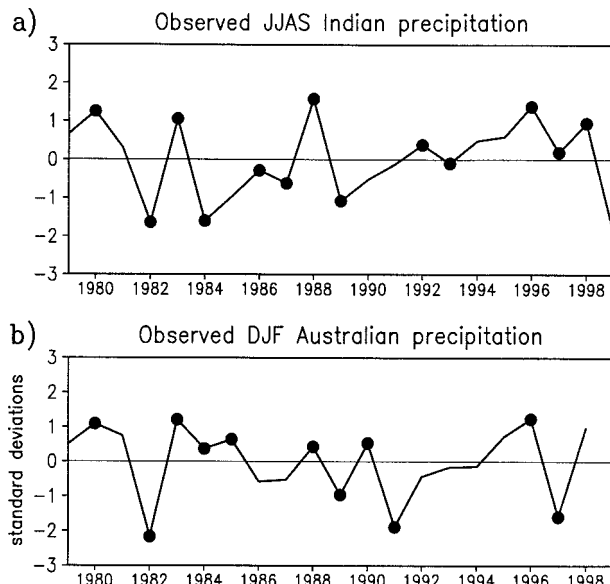 a) Observed JJAS Indian precipitation
3
2
1
0
-1
-2
-3
1980 1982 1984 1986 1988 1990 1992 1994 1996 1998
b) Observed DJF Australian precipitation
standard deviations
3
2
1
0
-1
-2
-3
1980 1982 1984 1986 1988 1990 1992 1994 1996 1998